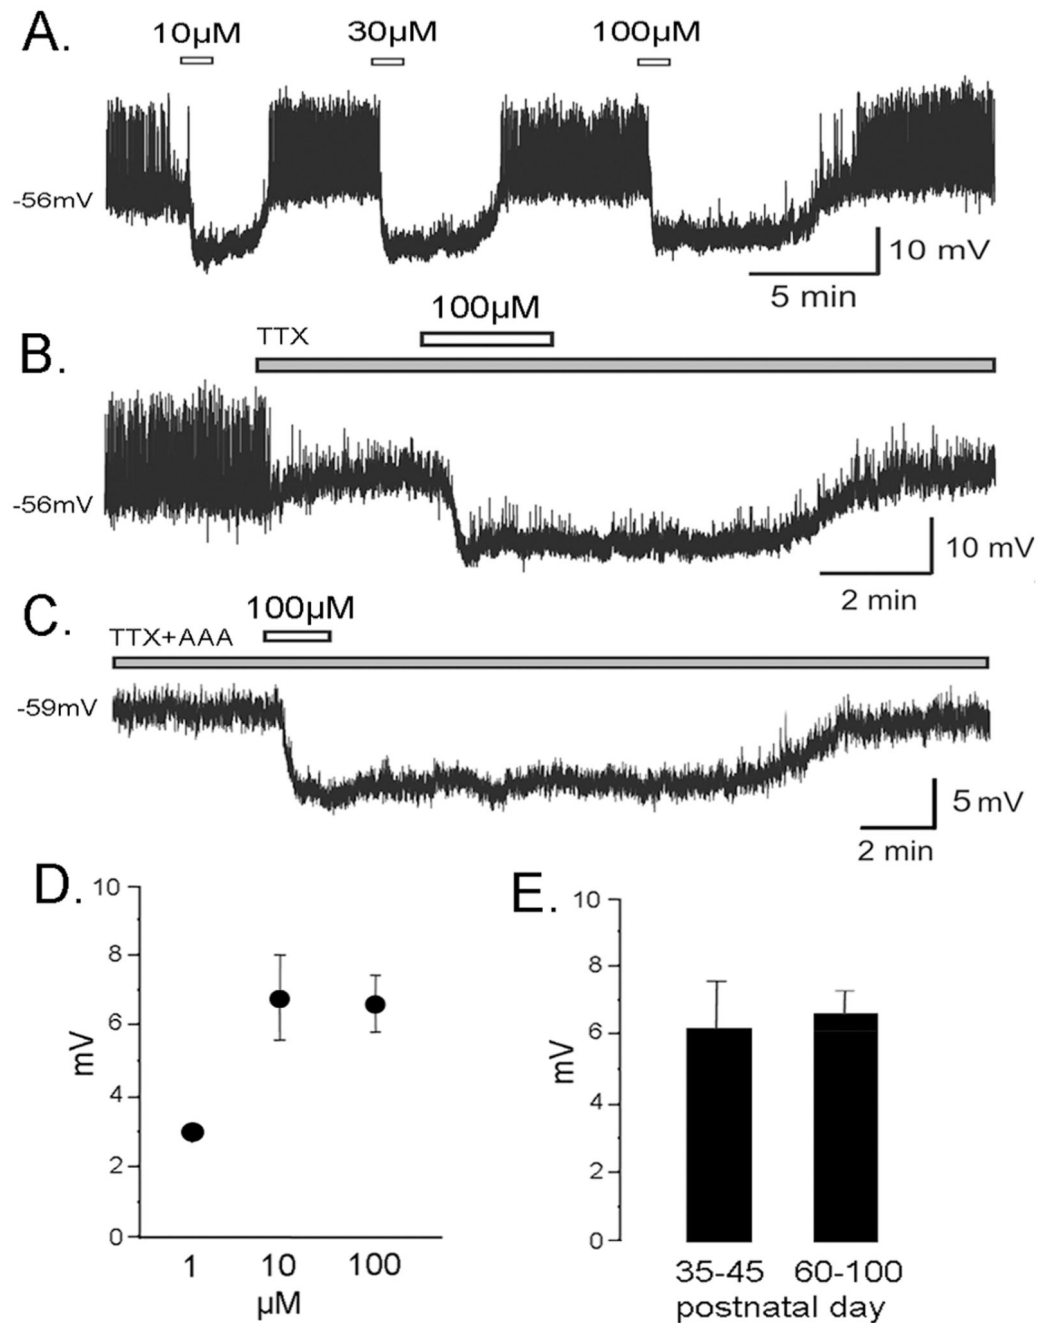 A.
10µM 30µM 100µM
-56mV
10 mV
5 min
B.
TTX
100µM
-56mV
10 mV
2 min
C.
TTX+AAA
100µM
-59mV
5 mV
2 min
D.
10
8
6
4
2
0
mV
1 10 100
µM
E.
10
8
6
4
2
0
mV
35-45 60-100
postnatal day